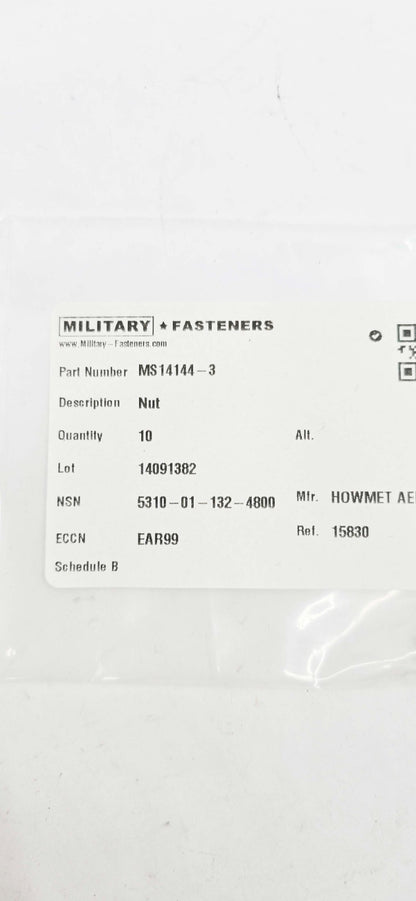 MILITARY ★ FASTENERS
www.Military-Fasteners.com
Part Number MS14144-3
Description Nut
Quantity 10 Alt.
Lot 14091382
NSN 5310-01-132-4800 Mfr. HOWMET AE
ECCN EAR99 Ref. 15830
Schedule B